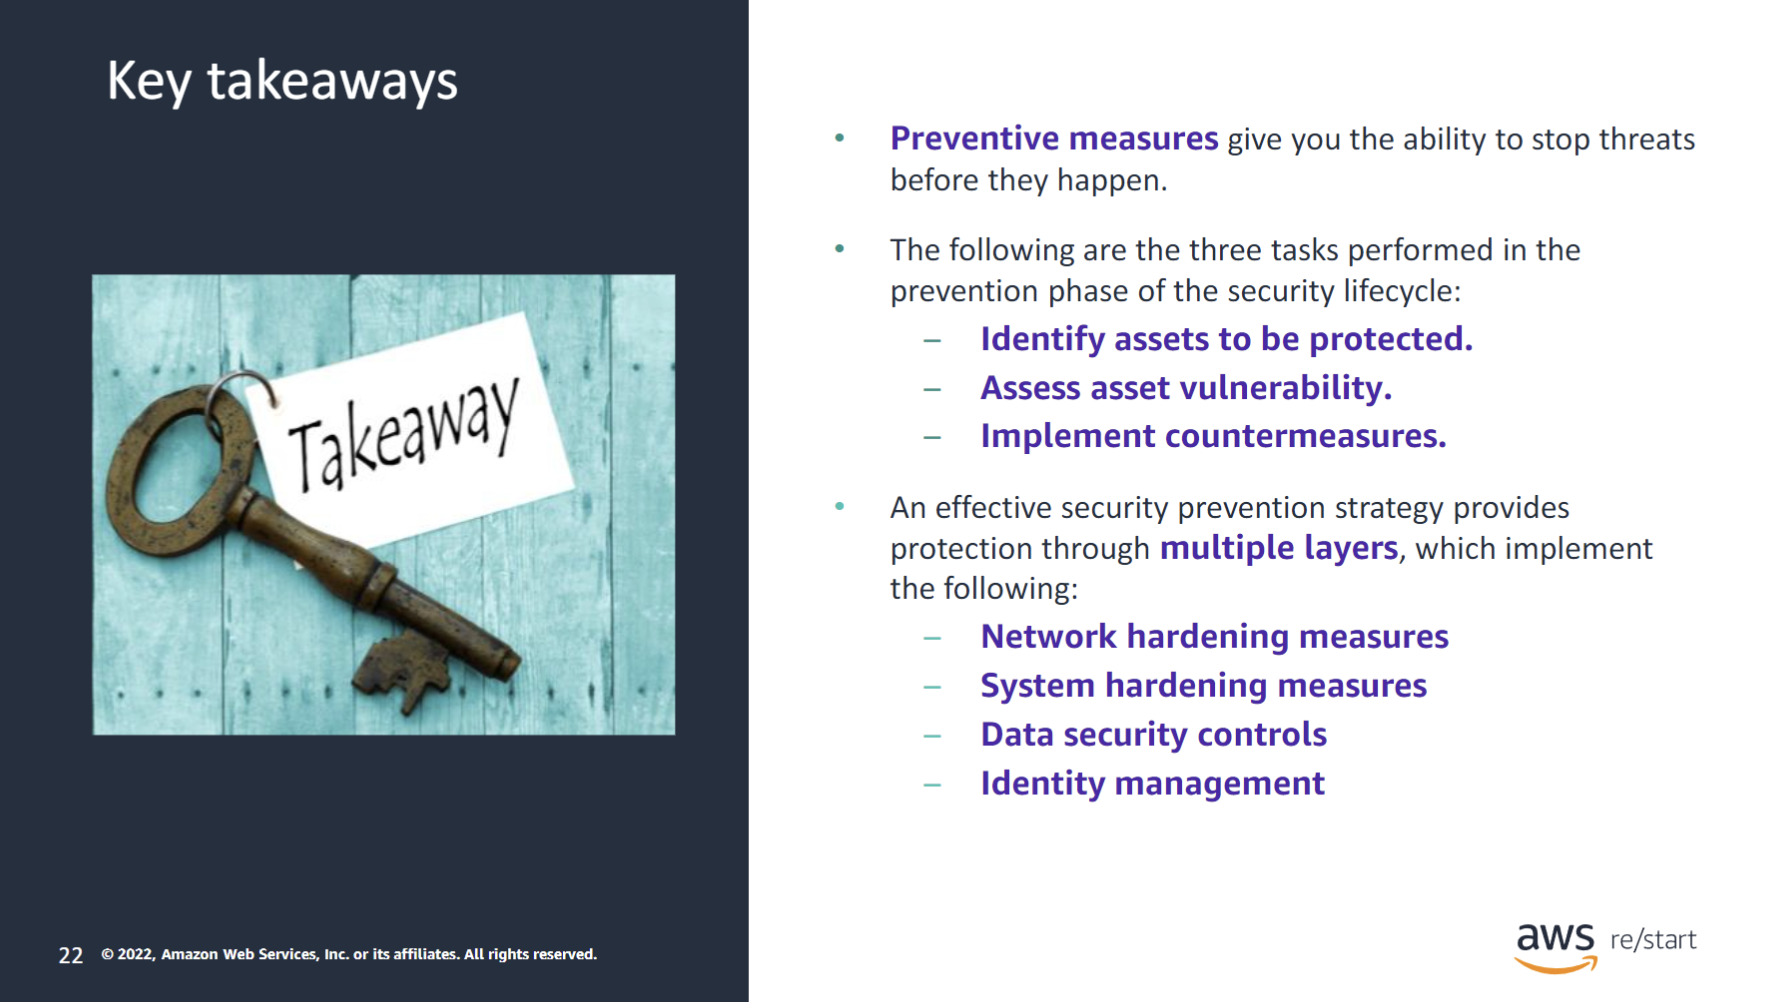 Key takeaways
Takeaway
• Preventive measures give you the ability to stop threats
before they happen.
• The following are the three tasks performed in the
prevention phase of the security lifecycle:
– Identify assets to be protected.
– Assess asset vulnerability.
– Implement countermeasures.
• An effective security prevention strategy provides
protection through multiple layers, which implement
the following:
– Network hardening measures
– System hardening measures
– Data security controls
– Identity management
22 © 2022, Amazon Web Services, Inc. or its affiliates. All rights reserved.
aws re/start